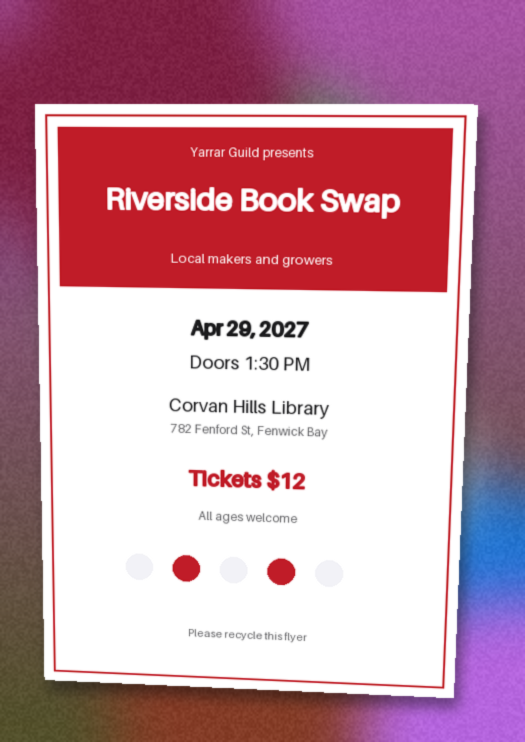 Yarrar Guild presents
Riverside Book Swap
Local makers and growers
Apr 29, 2027
Doors 1:30 PM
Corvan Hills Library
782 Fenford St, Fenwick Bay
Tickets $12
All ages welcome
Please recycle this flyer